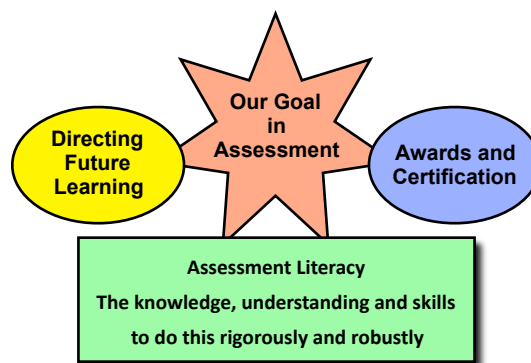 Our Goal
in
Assessment
Directing
Future
Learning
Awards and
Certification
Assessment Literacy
The knowledge, understanding and skills
to do this rigorously and robustly